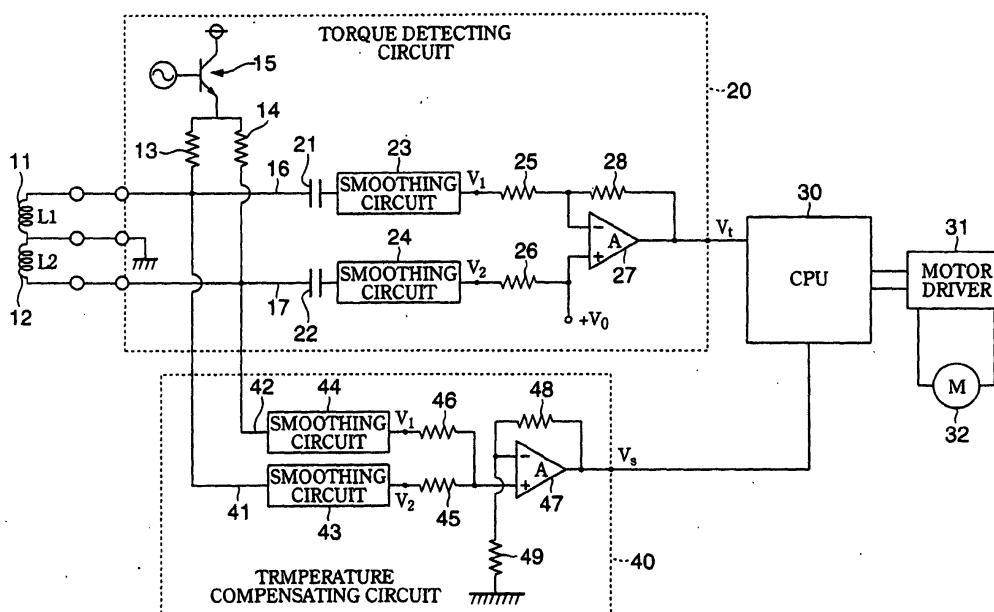 TORQUE DETECTING
CIRCUIT
20
15
14
13
21
23
25
28
11
16
SMOOTHING
CIRCUIT
V1
30
L1
24
A
27
Vt
31
L2
SMOOTHING
CIRCUIT
V2
26
CPU
MOTOR
DRIVER
12
17
22
+V0
42
44
46
48
M
32
SMOOTHING
CIRCUIT
V1
A
47
Vs
SMOOTHING
CIRCUIT
V2
41
43
45
49
40
TRMPERATURE
COMPENSATING CIRCUIT